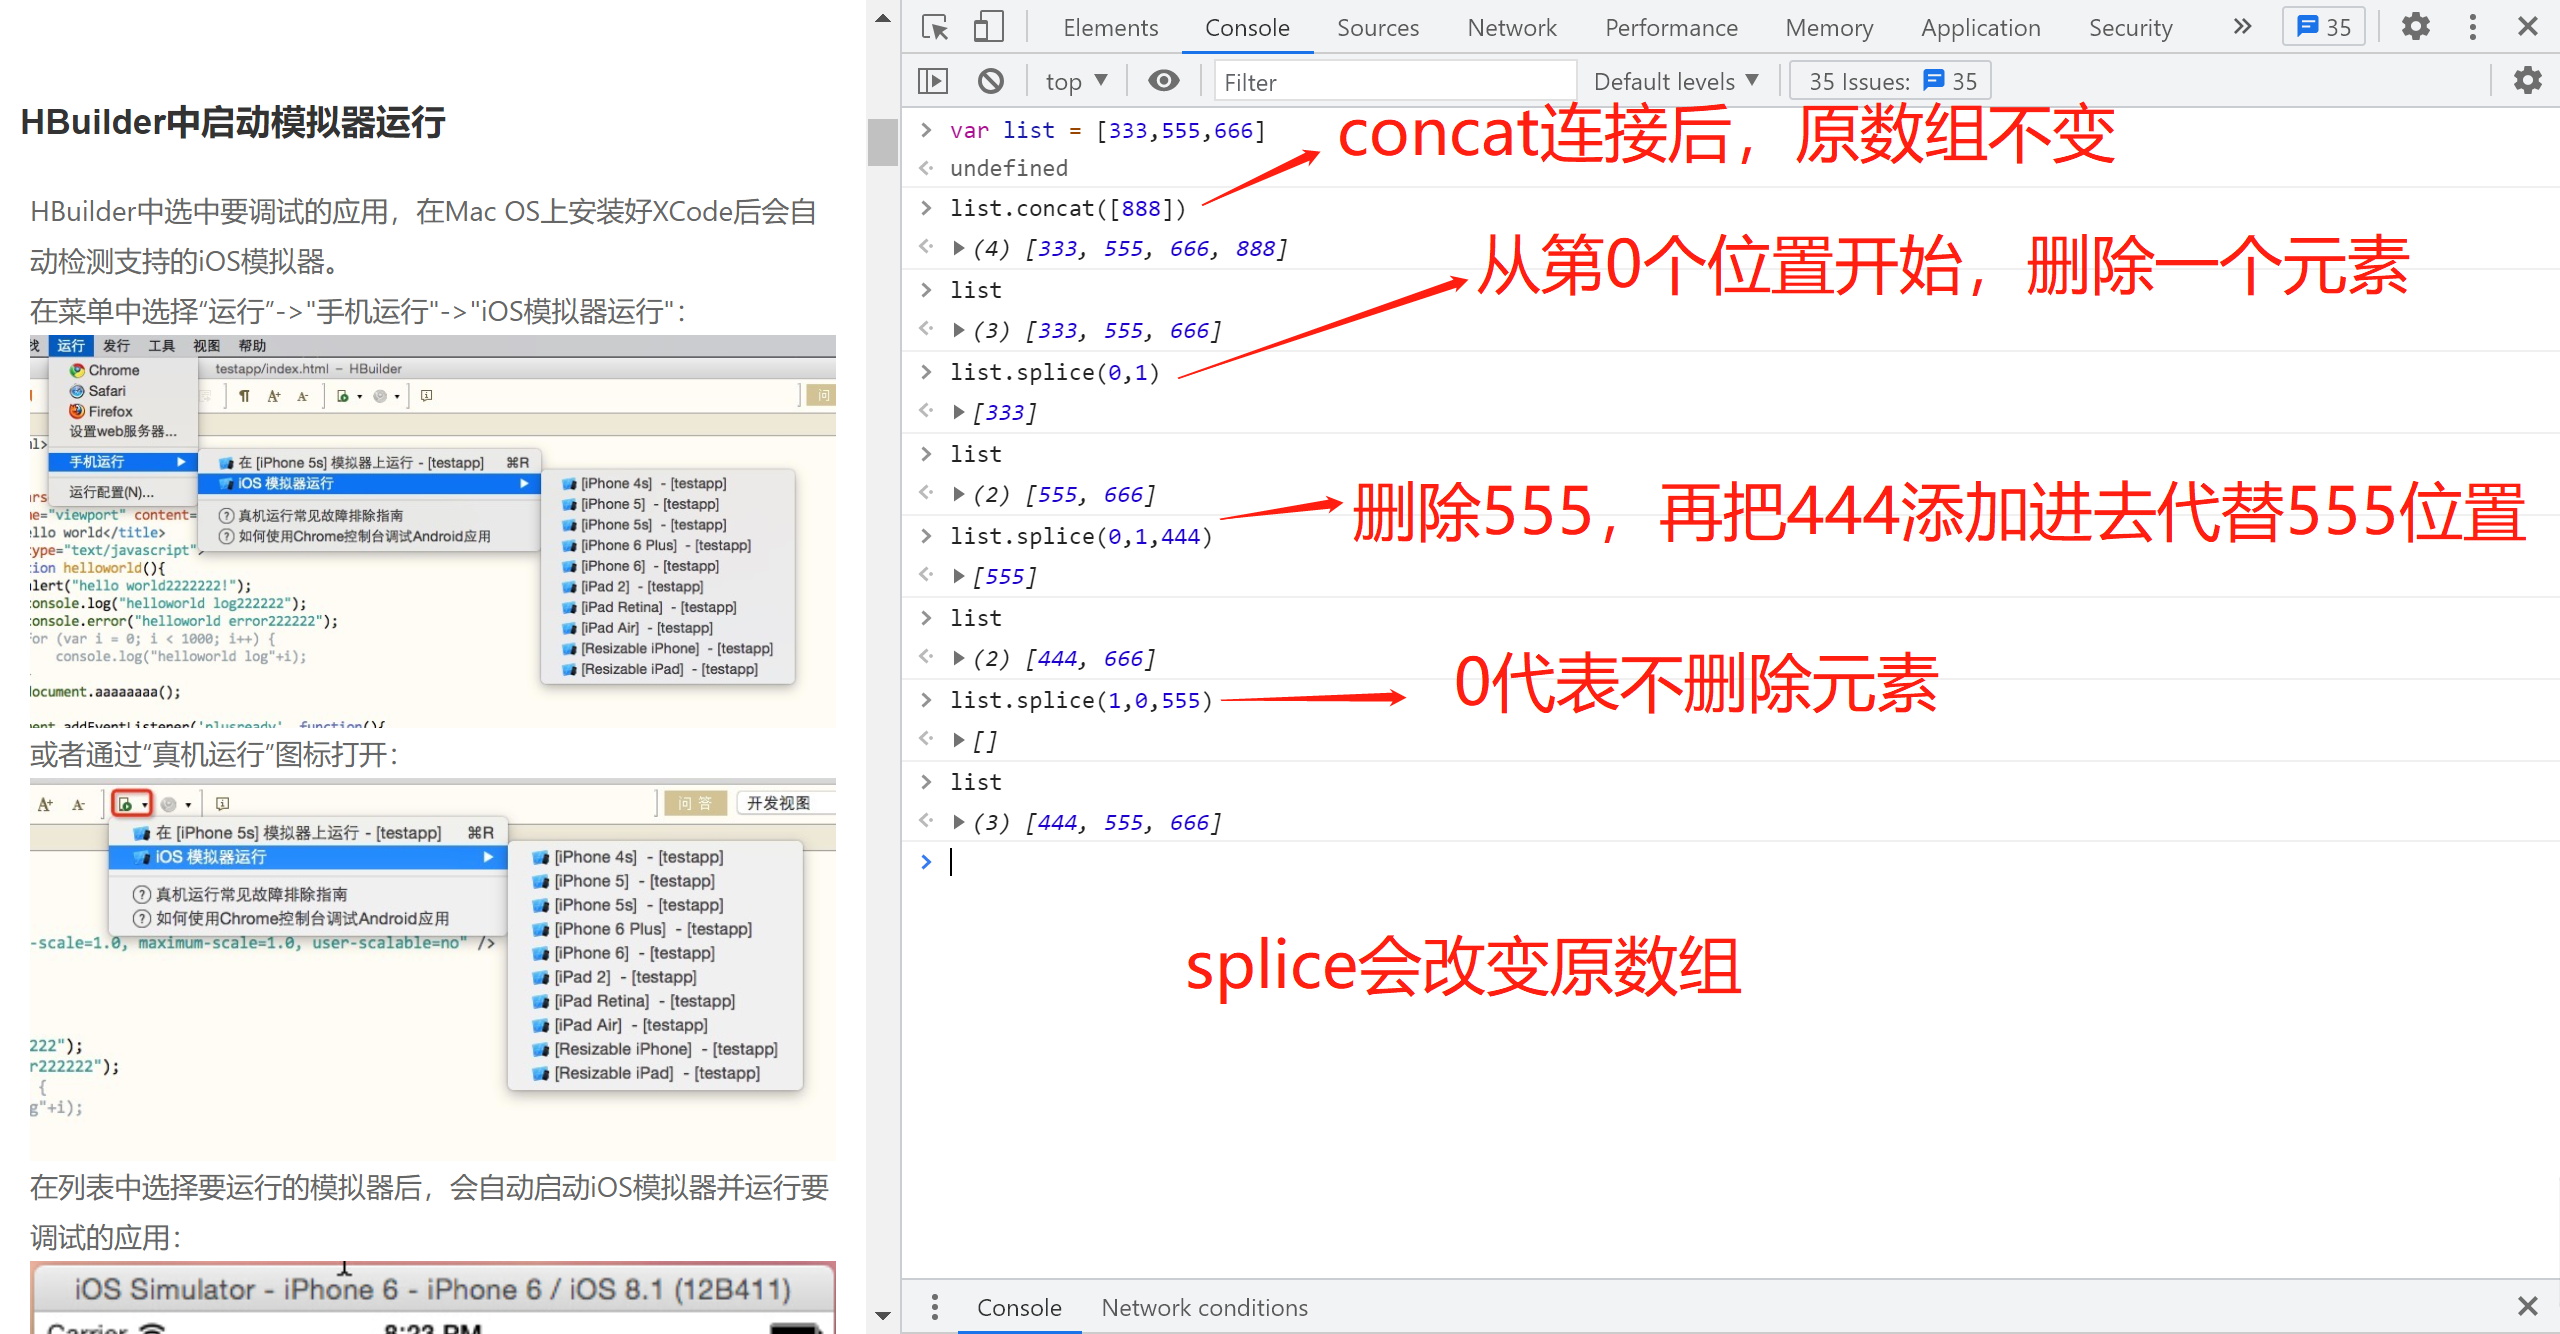 HBuilder中启动模拟器运行
HBuilder中选中要调试的应用，在Mac OS上安装好XCode后会自
动检测支持的iOS模拟器。
在菜单中选择“运行”->"手机运行"->"iOS模拟器运行"：
找 运行 发行 工具 视图 帮助
testapp/index.html – HBuilder
Chrome
Safari
Firefox
设置web服务器...
手机运行
运行配置(N)...
问
在 [iPhone 5s] 模拟器上运行 - [testapp] ⌘R
iOS 模拟器运行
真机运行常见故障排除指南
如何使用Chrome控制台调试Android应用
[iPhone 4s] - [testapp]
[iPhone 5] - [testapp]
[iPhone 5s] - [testapp]
[iPhone 6 Plus] - [testapp]
[iPhone 6] - [testapp]
[iPad 2] - [testapp]
[iPad Retina] - [testapp]
[iPad Air] - [testapp]
[Resizable iPhone] - [testapp]
[Resizable iPad] - [testapp]
me="viewport" content=
ello world</title>
type="text/javascript">
tion helloworld(){
alert("hello world2222222!");
console.log("helloworld log222222");
console.error("helloworld error222222");
for (var i = 0; i < 1000; i++) {
console.log("helloworld log"+i);
document.aaaaaaaa();
ment.addEventListener('plusready', function(){
或者通过“真机运行”图标打开：
A+ A-
问 答 开发视图
在 [iPhone 5s] 模拟器上运行 - [testapp] ⌘R
iOS 模拟器运行
真机运行常见故障排除指南
如何使用Chrome控制台调试Android应用
[iPhone 4s] - [testapp]
[iPhone 5] - [testapp]
[iPhone 5s] - [testapp]
[iPhone 6 Plus] - [testapp]
[iPhone 6] - [testapp]
[iPad 2] - [testapp]
[iPad Retina] - [testapp]
[iPad Air] - [testapp]
[Resizable iPhone] - [testapp]
[Resizable iPad] - [testapp]
-scale=1.0, maximum-scale=1.0, user-scalable=no" />
222");
r222222");
{
g"+i);
在列表中选择要运行的模拟器后，会自动启动iOS模拟器并运行要
调试的应用：
iOS Simulator - iPhone 6 - iPhone 6 / iOS 8.1 (12B411)
Carrier 8:23 PM
Elements Console Sources Network Performance Memory Application Security » 35
top ▼ Filter Default levels ▼ 35 Issues: 35
> var list = [333,555,666]
undefined
concat连接后，原数组不变
> list.concat([888])
(4) [333, 555, 666, 888]
从第0个位置开始，删除一个元素
> list
(3) [333, 555, 666]
> list.splice(0,1)
[333]
> list
(2) [555, 666]
删除555，再把444添加进去代替555位置
> list.splice(0,1,444)
[555]
> list
(2) [444, 666]
0代表不删除元素
> list.splice(1,0,555)
[]
> list
(3) [444, 555, 666]
>
splice会改变原数组
Console Network conditions